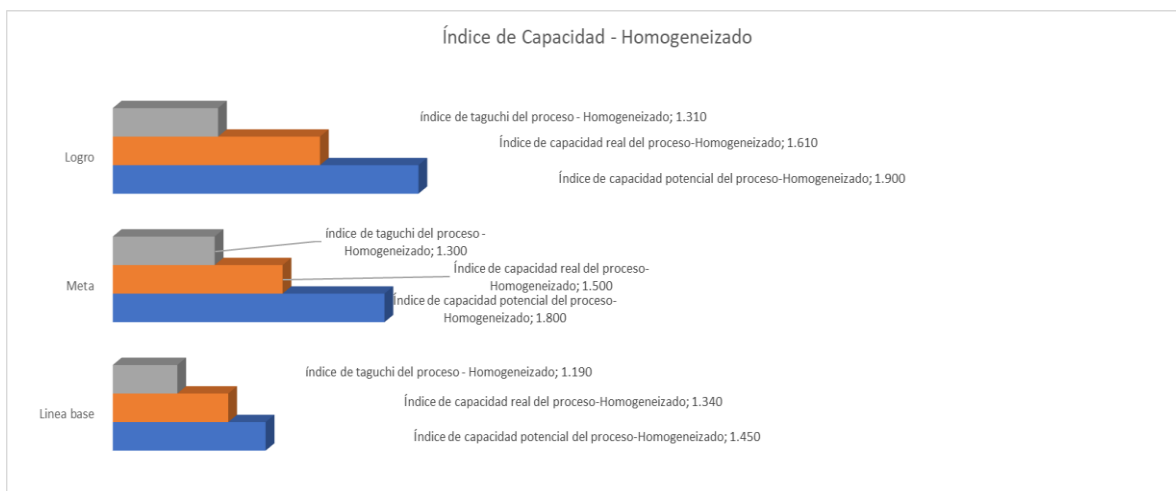 Índice de Capacidad - Homogeneizado
índice de taguchi del proceso - Homogeneizado; 1.310
Índice de capacidad real del proceso-Homogeneizado; 1.610
Logro
Índice de capacidad potencial del proceso-Homogeneizado; 1.900
índice de taguchi del proceso -
Homogeneizado; 1.300
Índice de capacidad real del proceso-
Homogeneizado; 1.500
Meta
Índice de capacidad potencial del proceso-
Homogeneizado; 1.800
índice de taguchi del proceso - Homogeneizado; 1.190
Índice de capacidad real del proceso-Homogeneizado; 1.340
Linea base
Índice de capacidad potencial del proceso-Homogeneizado; 1.450